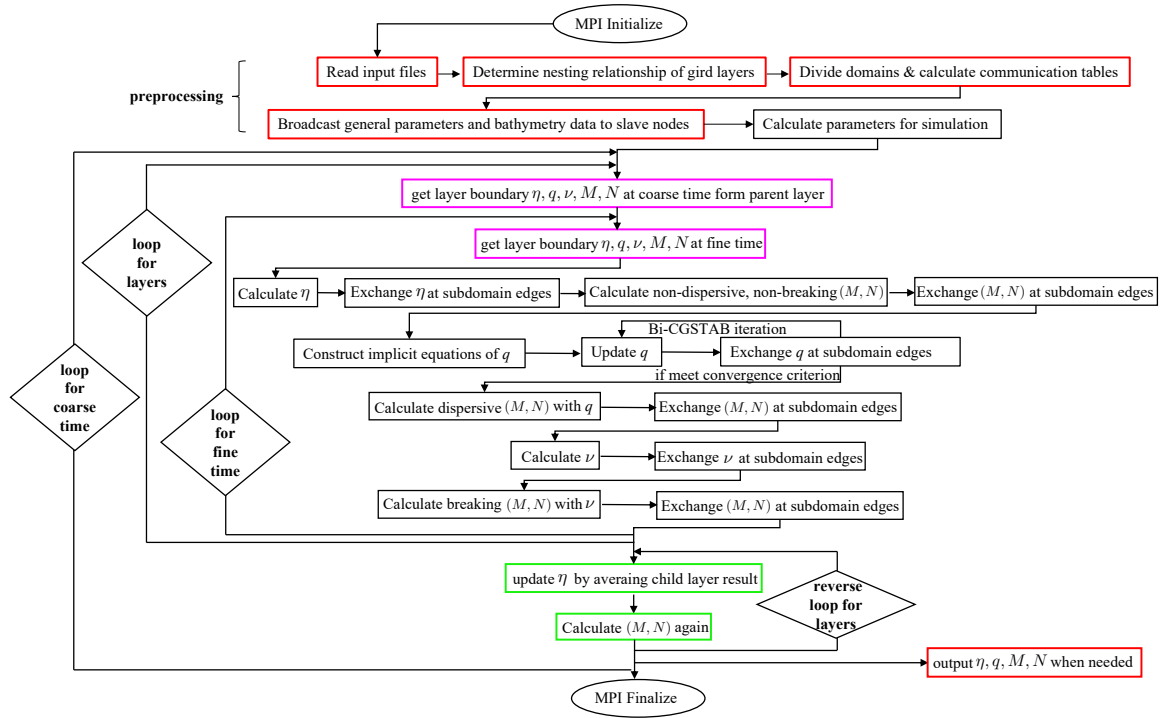 MPI Initialize
Read input files
Determine nesting relationship of gird layers
Divide domains & calculate communication tables
preprocessing
Broadcast general parameters and bathymetry data to slave nodes
Calculate parameters for simulation
get layer boundary η, q, ν, M, N at coarse time form parent layer
get layer boundary η, q, ν, M, N at fine time
loop
for
layers
Calculate η
Exchange η at subdomain edges
Calculate non-dispersive, non-breaking (M, N)
Exchange (M, N) at subdomain edges
Bi-CGSTAB iteration
Construct implicit equations of q
Update q
Exchange q at subdomain edges
if meet convergence criterion
loop
for
coarse
time
Calculate dispersive (M, N) with q
Exchange (M, N) at subdomain edges
loop
for
fine
time
Calculate ν
Exchange ν at subdomain edges
Calculate breaking (M, N) with ν
Exchange (M, N) at subdomain edges
update η by averaing child layer result
reverse
loop for
layers
Calculate (M, N) again
output η, q, M, N when needed
MPI Finalize